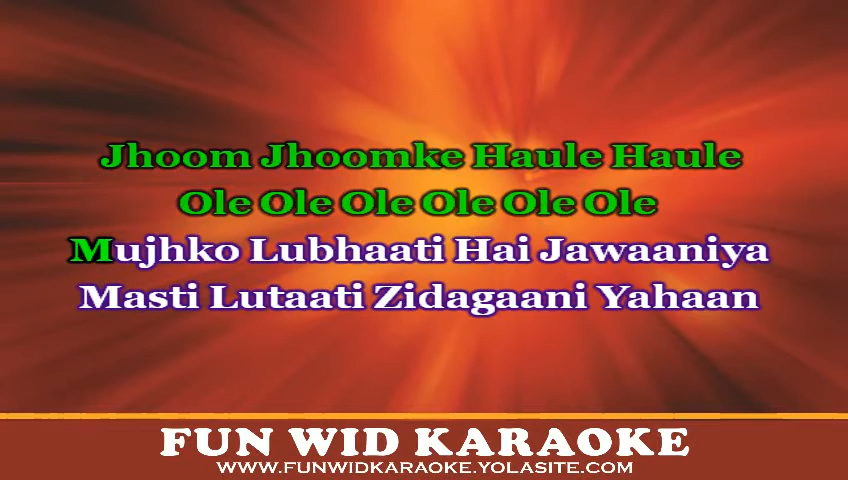 Jhoom Jhoomke Haule Haule
Ole Ole Ole Ole Ole Ole
Mujhko Lubhaati Hai Jawaaniya
Masti Lutaati Zidagaani Yahaan
FUN WID KARAOKE
WWW.FUNWIDKARAOKE.YOLASITE.COM